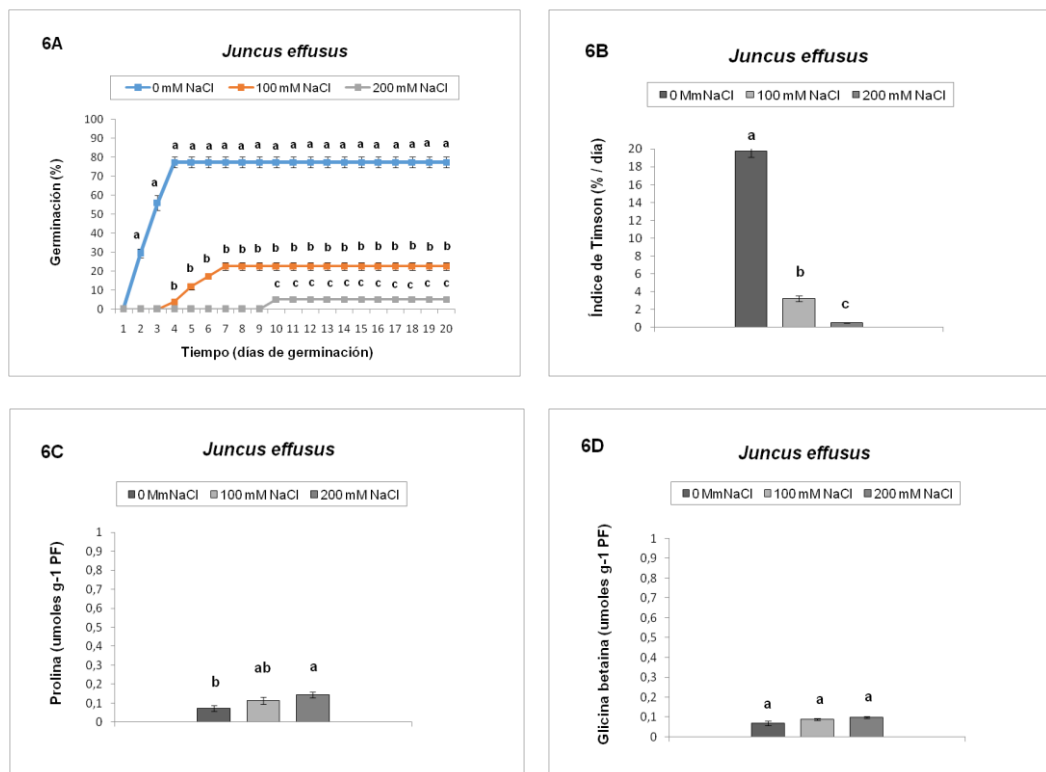 6A
Juncus effusus
0 mM NaCl 100 mM NaCl 200 mM NaCl
Germinación (%)
100
90
80
70
60
50
40
30
20
10
0
a a a a a a a a a a a a a a a a a a a
b b b b b b b b b b b b b b b b b
c c c c c c c c c c c
1 2 3 4 5 6 7 8 9 10 11 12 13 14 15 16 17 18 19 20
Tiempo (días de germinación)
6B
Juncus effusus
0 MmNaCl 100 mM NaCl 200 mM NaCl
Índice de Timson (% / día)
20
18
16
14
12
10
8
6
4
2
0
a
b
c
6C
Juncus effusus
0 MmNaCl 100 mM NaCl 200 mM NaCl
Prolina (umoles g-1 PF)
1
0,9
0,8
0,7
0,6
0,5
0,4
0,3
0,2
0,1
0
b ab a
6D
Juncus effusus
0 MmNaCl 100 mM NaCl 200 mM NaCl
Glicina betaina (umoles g-1 PF)
1
0,9
0,8
0,7
0,6
0,5
0,4
0,3
0,2
0,1
0
a a a